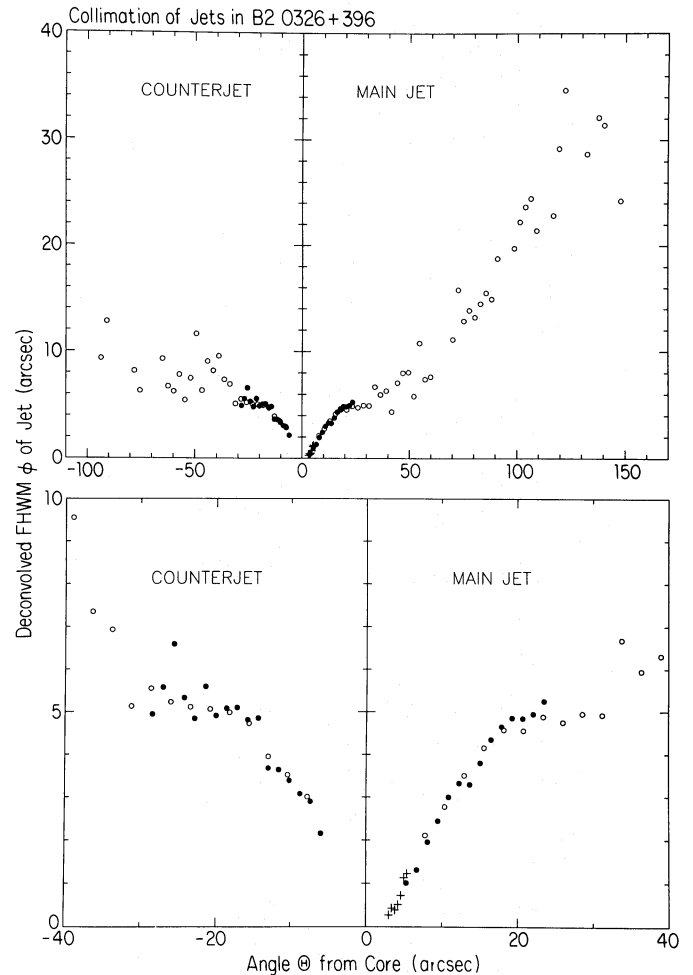 Collimation of Jets in B2 0326+396
40
COUNTERJET
MAIN JET
30
20
10
0
-100
-50
0
50
100
150
Deconvolved FHWM ϕ of Jet (arcsec)
10
COUNTERJET
MAIN JET
5
0
-40
-20
0
20
40
Angle Θ from Core (arcsec)